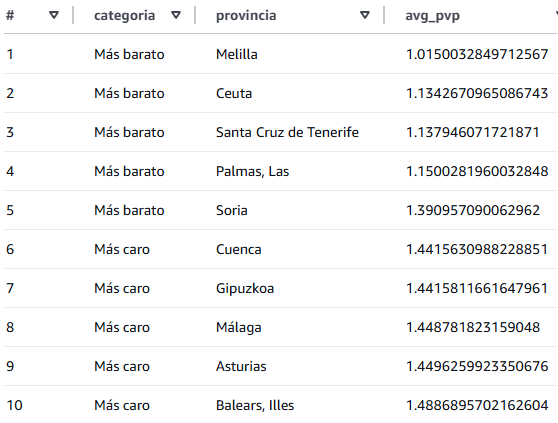 # categoria provincia avg_pvp
1 Más barato Melilla 1.0150032849712567
2 Más barato Ceuta 1.1342670965086743
3 Más barato Santa Cruz de Tenerife 1.137946071721871
4 Más barato Palmas, Las 1.1500281960032848
5 Más barato Soria 1.390957090062962
6 Más caro Cuenca 1.4415630988228851
7 Más caro Gipuzkoa 1.4415811661647961
8 Más caro Málaga 1.448781823159048
9 Más caro Asturias 1.4496259923350676
10 Más caro Balears, Illes 1.4886895702162604